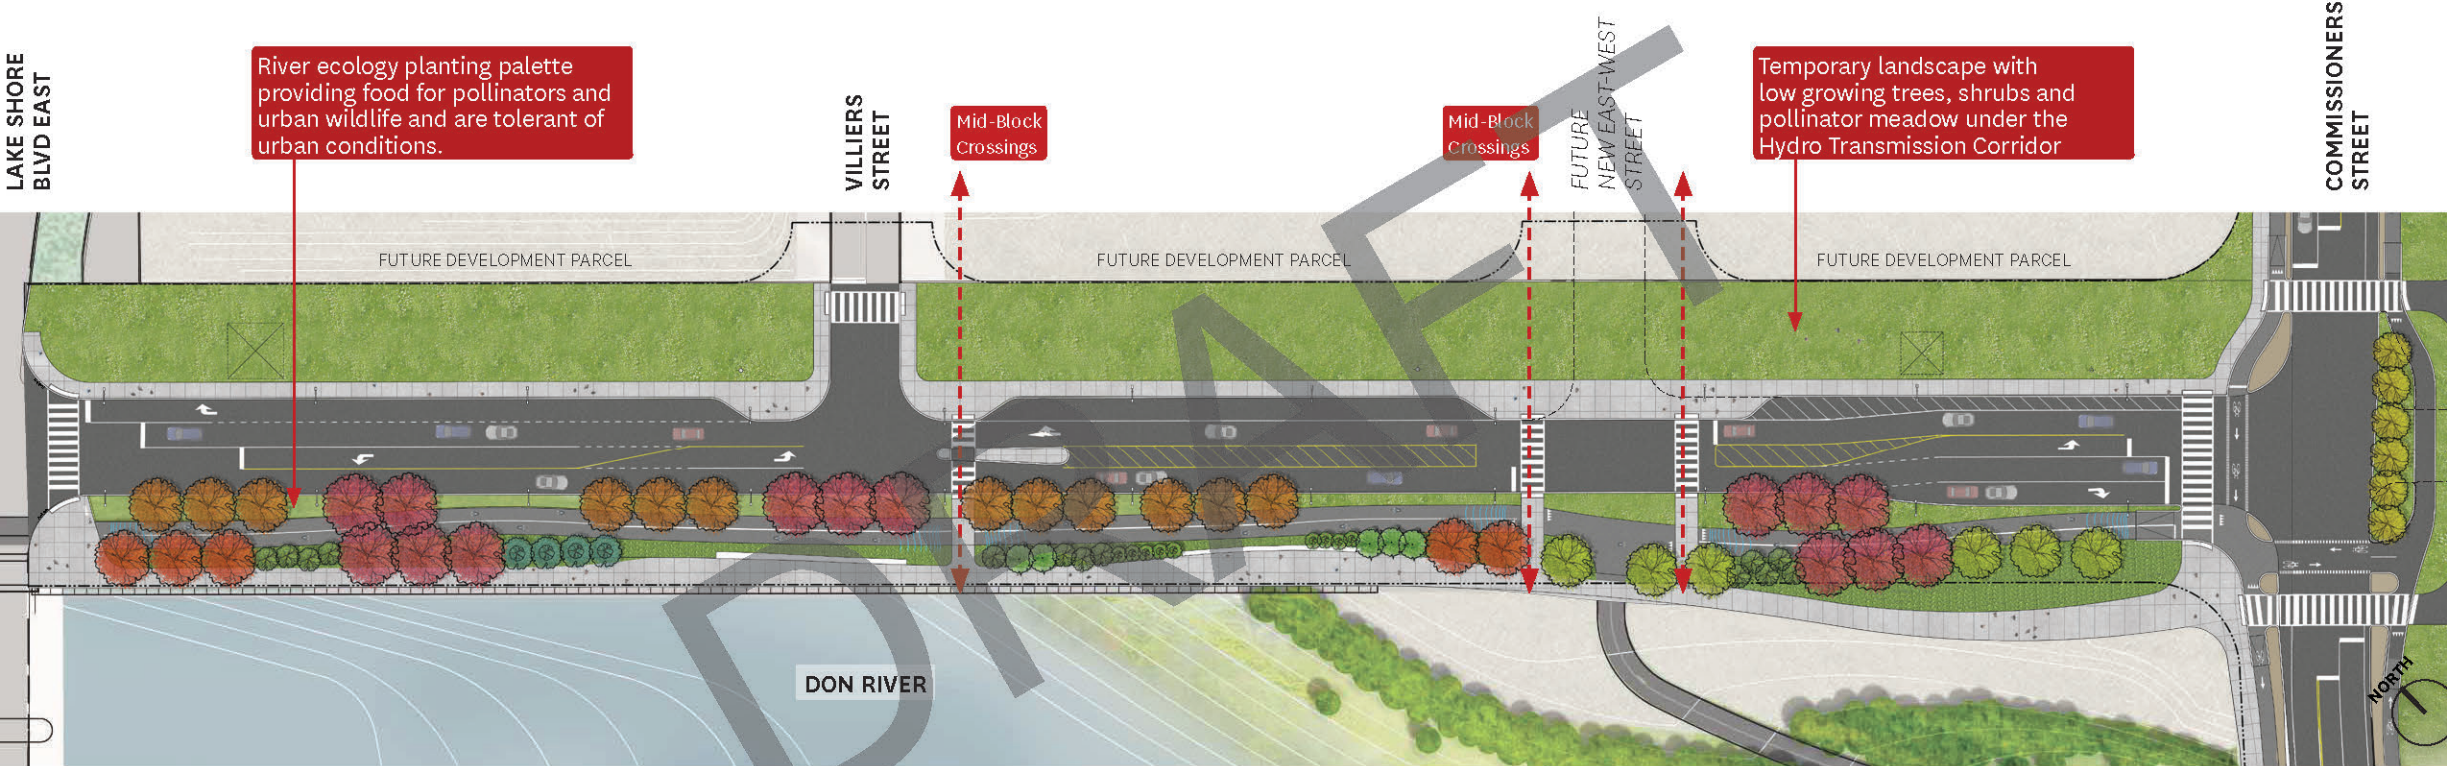 LAKE SHORE
BLVD EAST
River ecology planting palette
providing food for pollinators and
urban wildlife and are tolerant of
urban conditions.
VILLIERS
STREET
Mid-Block
Crossings
Mid-Block
Crossings
FUTURE
NEW EAST-WEST
STREET
Temporary landscape with
low growing trees, shrubs and
pollinator meadow under the
Hydro Transmission Corridor
COMMISSIONERS
STREET
FUTURE DEVELOPMENT PARCEL
FUTURE DEVELOPMENT PARCEL
FUTURE DEVELOPMENT PARCEL
DRAFT
DON RIVER
NORTH